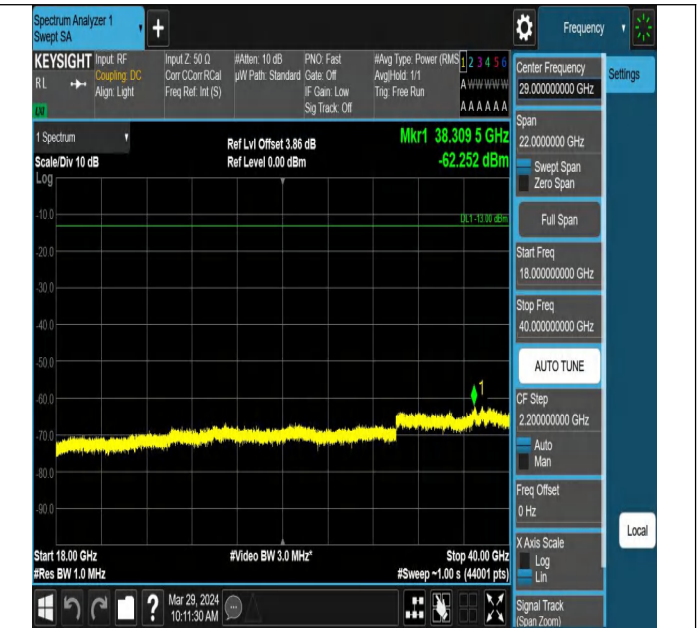 Spectrum Analyzer 1
Swept SA
Frequency
KEYSIGHT
RL
Input: RF
Coupling: DC
Align: Light
Input Z: 50 Ω
Corr CCorr RCal
Freq Ref: Int (S)
#Atten: 10 dB
µW Path: Standard
PNO: Fast
Gate: Off
IF Gain: Low
Sig Track: Off
#Avg Type: Power (RMS
Avg|Hold: 1/1
Trig: Free Run
1 2 3 4 5 6
A W W W W W
A A A A A A
LXI
1 Spectrum
Scale/Div 10 dB
Log
Ref Lvl Offset 3.86 dB
Ref Level 0.00 dBm
Mkr1 38.309 5 GHz
-62.252 dBm
DL1 -13.00 dBm
-10.0
-20.0
-30.0
-40.0
-50.0
-60.0
-70.0
-80.0
-90.0
1
Start 18.00 GHz
#Res BW 1.0 MHz
#Video BW 3.0 MHz*
Stop 40.00 GHz
#Sweep ~1.00 s (44001 pts)
Center Frequency
29.000000000 GHz
Settings
Span
22.0000000 GHz
Swept Span
Zero Span
Full Span
Start Freq
18.000000000 GHz
Stop Freq
40.000000000 GHz
AUTO TUNE
CF Step
2.200000000 GHz
Auto
Man
Freq Offset
0 Hz
X Axis Scale
Log
Lin
Local
Signal Track
(Span Zoom)
?
Mar 29, 2024
10:11:30 AM